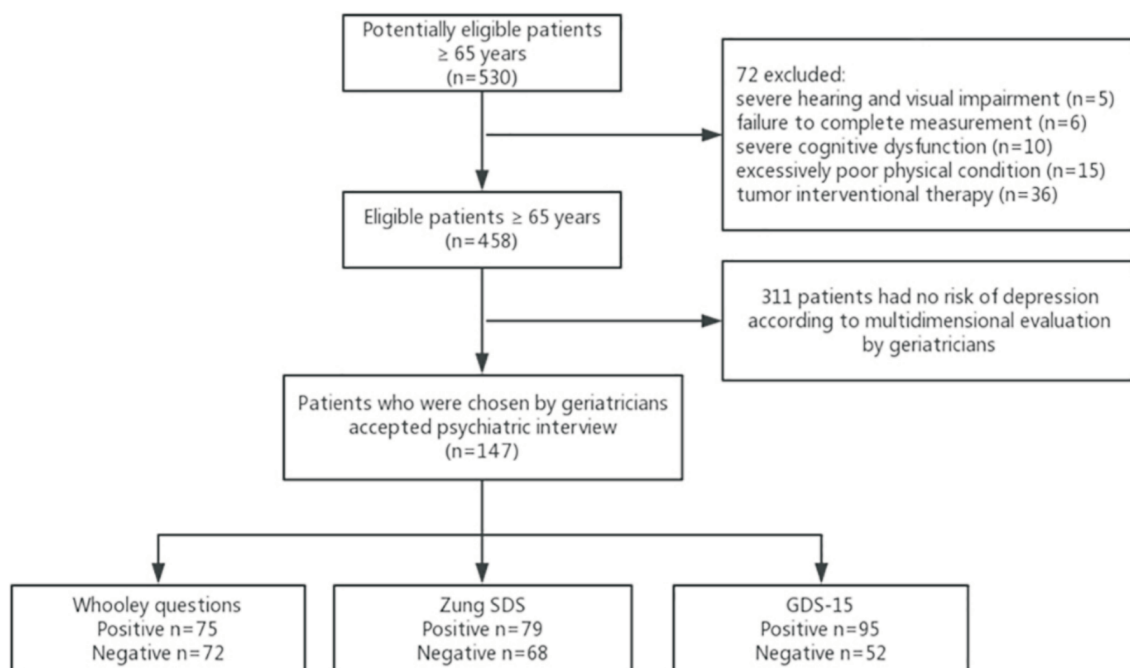 Potentially eligible patients
≥ 65 years
(n=530)
72 excluded:
severe hearing and visual impairment (n=5)
failure to complete measurement (n=6)
severe cognitive dysfunction (n=10)
excessively poor physical condition (n=15)
tumor interventional therapy (n=36)
Eligible patients ≥ 65 years
(n=458)
311 patients had no risk of depression
according to multidimensional evaluation
by geriatricians
Patients who were chosen by geriatricians
accepted psychiatric interview
(n=147)
Whooley questions
Positive n=75
Negative n=72
Zung SDS
Positive n=79
Negative n=68
GDS-15
Positive n=95
Negative n=52